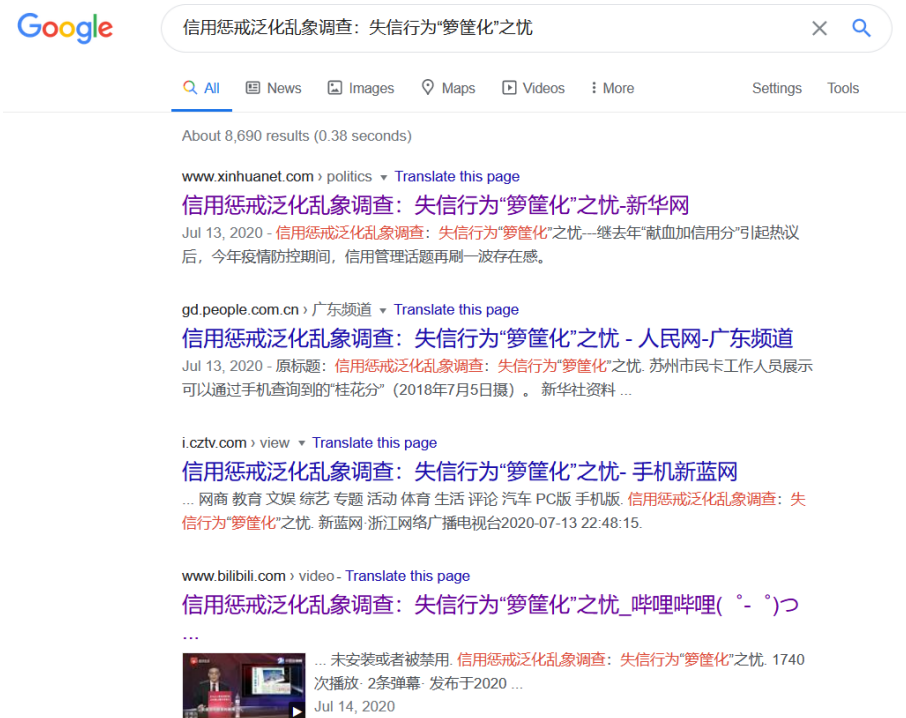 Google
信用惩戒泛化乱象调查：失信行为“箩筐化”之忧
All News Images Maps Videos More Settings Tools
About 8,690 results (0.38 seconds)
www.xinhuanet.com › politics ▾ Translate this page
信用惩戒泛化乱象调查：失信行为“箩筐化”之忧-新华网
Jul 13, 2020 - 信用惩戒泛化乱象调查：失信行为“箩筐化”之忧---继去年“献血加信用分”引起热议
后，今年疫情防控期间，信用管理话题再刷一波存在感。
gd.people.com.cn › 广东频道 ▾ Translate this page
信用惩戒泛化乱象调查：失信行为“箩筐化”之忧 - 人民网-广东频道
Jul 13, 2020 - 原标题：信用惩戒泛化乱象调查：失信行为“箩筐化”之忧. 苏州市民卡工作人员展示
可以通过手机查询到的“桂花分”（2018年7月5日摄）。 新华社资料 ...
i.cztv.com › view ▾ Translate this page
信用惩戒泛化乱象调查：失信行为“箩筐化”之忧- 手机新蓝网
... 网商 教育 文娱 综艺 专题 活动 体育 生活 评论 汽车 PC版 手机版. 信用惩戒泛化乱象调查：失
信行为“箩筐化”之忧. 新蓝网·浙江网络广播电视台2020-07-13 22:48:15.
www.bilibili.com › video - Translate this page
信用惩戒泛化乱象调查：失信行为“箩筐化”之忧_哔哩哔哩(゜-゜)つ
...
... 未安装或者被禁用. 信用惩戒泛化乱象调查：失信行为“箩筐化”之忧. 1740
次播放· 2条弹幕· 发布于2020 ...
Jul 14, 2020